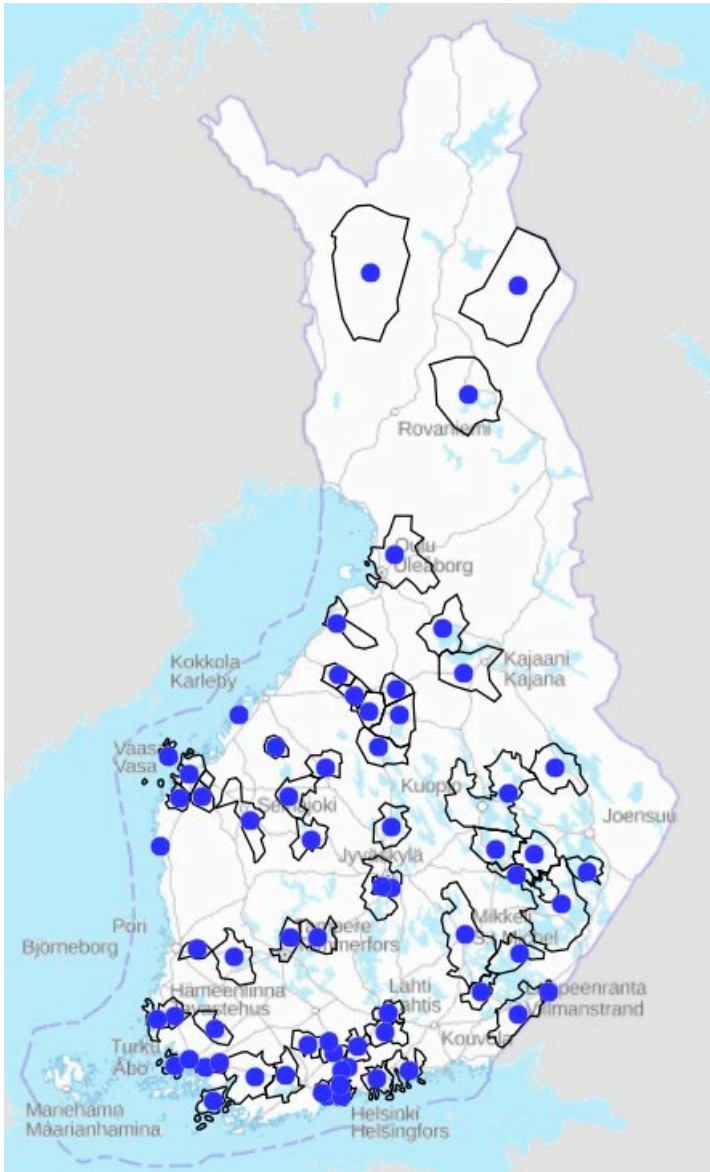 Rovaniemi
Oulu
Uleåborg
Kokkola
Karleby
Kajaani
Kajana
Vaasa
Vasa
Kuopio
Seinäjoki
Joensuu
Jyväskylä
Pori
Björneborg
Tampere
Tammerfors
Mikkeli
S:t Michel
Hämeenlinna
Tavastehus
Lahti
Lahtis
Lappeenranta
Villmanstrand
Kouvola
Turku
Åbo
Helsinki
Helsingfors
Mariehamn
Maarianhamina